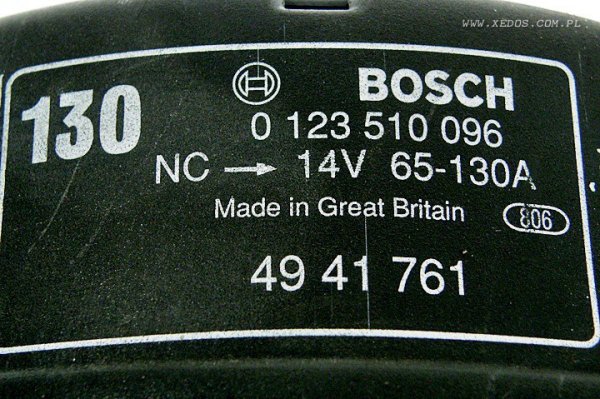 WWW.XEDOS.COM.PL
130
BOSCH
0 123 510 096
NC → 14V 65-130A
Made in Great Britain
806
49 41 761